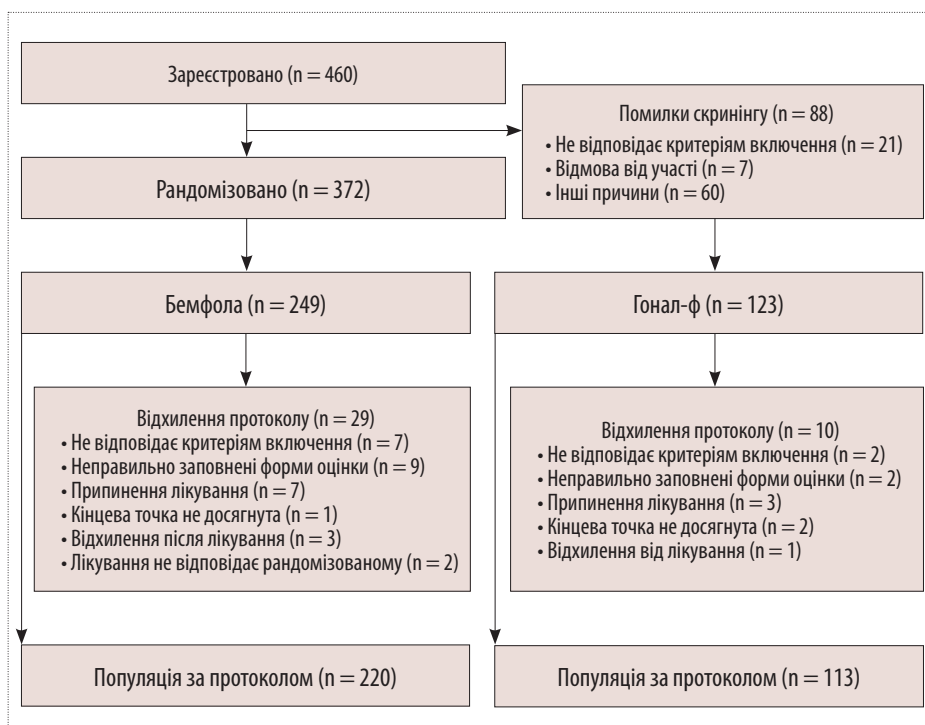 Зареєстровано (n = 460)
Помилки скринінгу (n = 88)
• Не відповідає критеріям включення (n = 21)
• Відмова від участі (n = 7)
• Інші причини (n = 60)
Рандомізовано (n = 372)
Бемфола (n = 249)
Гонал-ф (n = 123)
Відхилення протоколу (n = 29)
• Не відповідає критеріям включення (n = 7)
• Неправильно заповнені форми оцінки (n = 9)
• Припинення лікування (n = 7)
• Кінцева точка не досягнута (n = 1)
• Відхилення після лікування (n = 3)
• Лікування не відповідає рандомізованому (n = 2)
Відхилення протоколу (n = 10)
• Не відповідає критеріям включення (n = 2)
• Неправильно заповнені форми оцінки (n = 2)
• Припинення лікування (n = 3)
• Кінцева точка не досягнута (n = 2)
• Відхилення від лікування (n = 1)
Популяція за протоколом (n = 220)
Популяція за протоколом (n = 113)